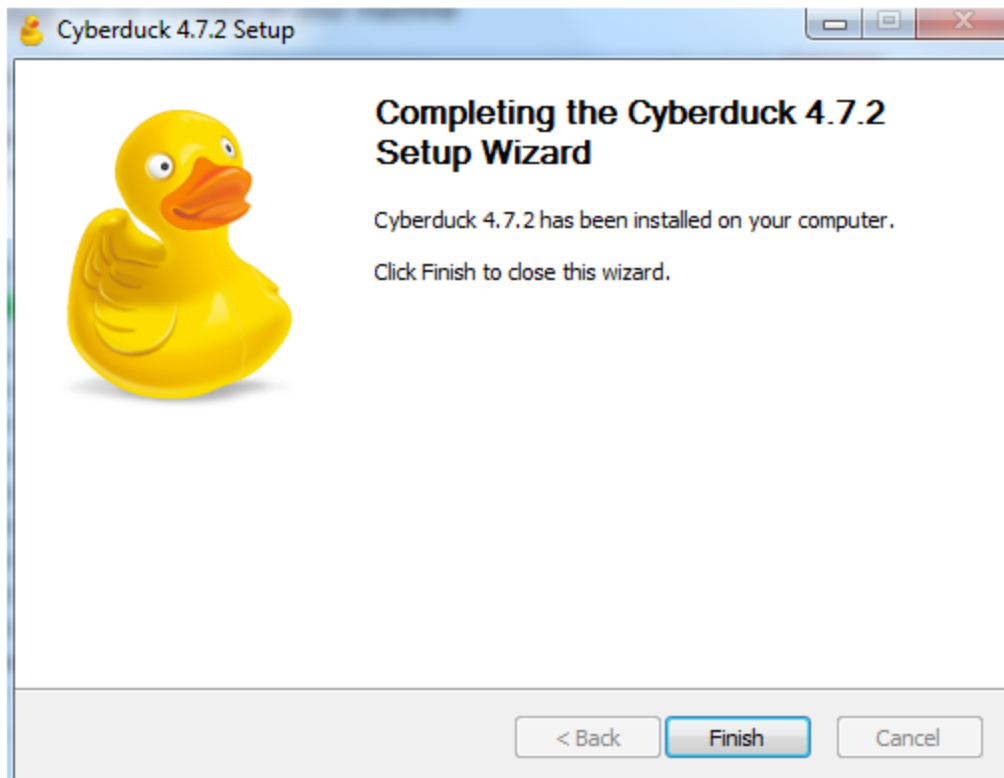 Cyberduck 4.7.2 Setup
Completing the Cyberduck 4.7.2
Setup Wizard
Cyberduck 4.7.2 has been installed on your computer.
Click Finish to close this wizard.
< Back
Finish
Cancel